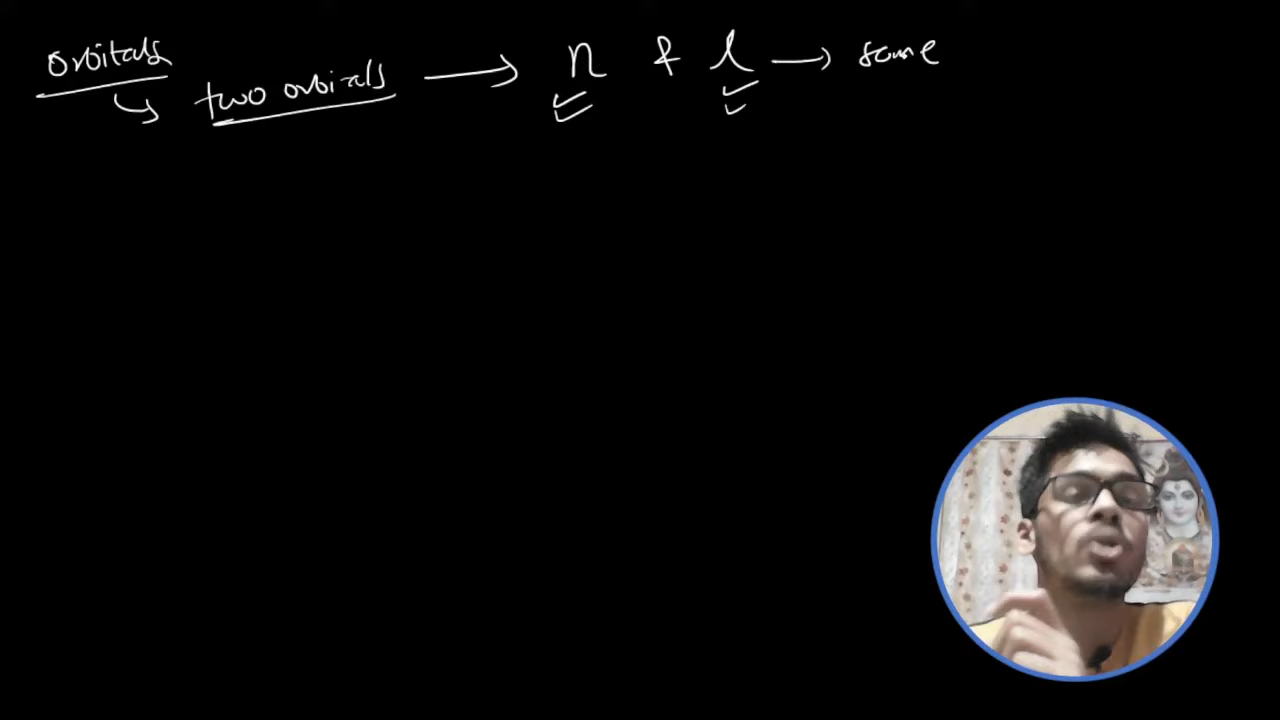 orbitals
↳ two orbitals → n & l → same